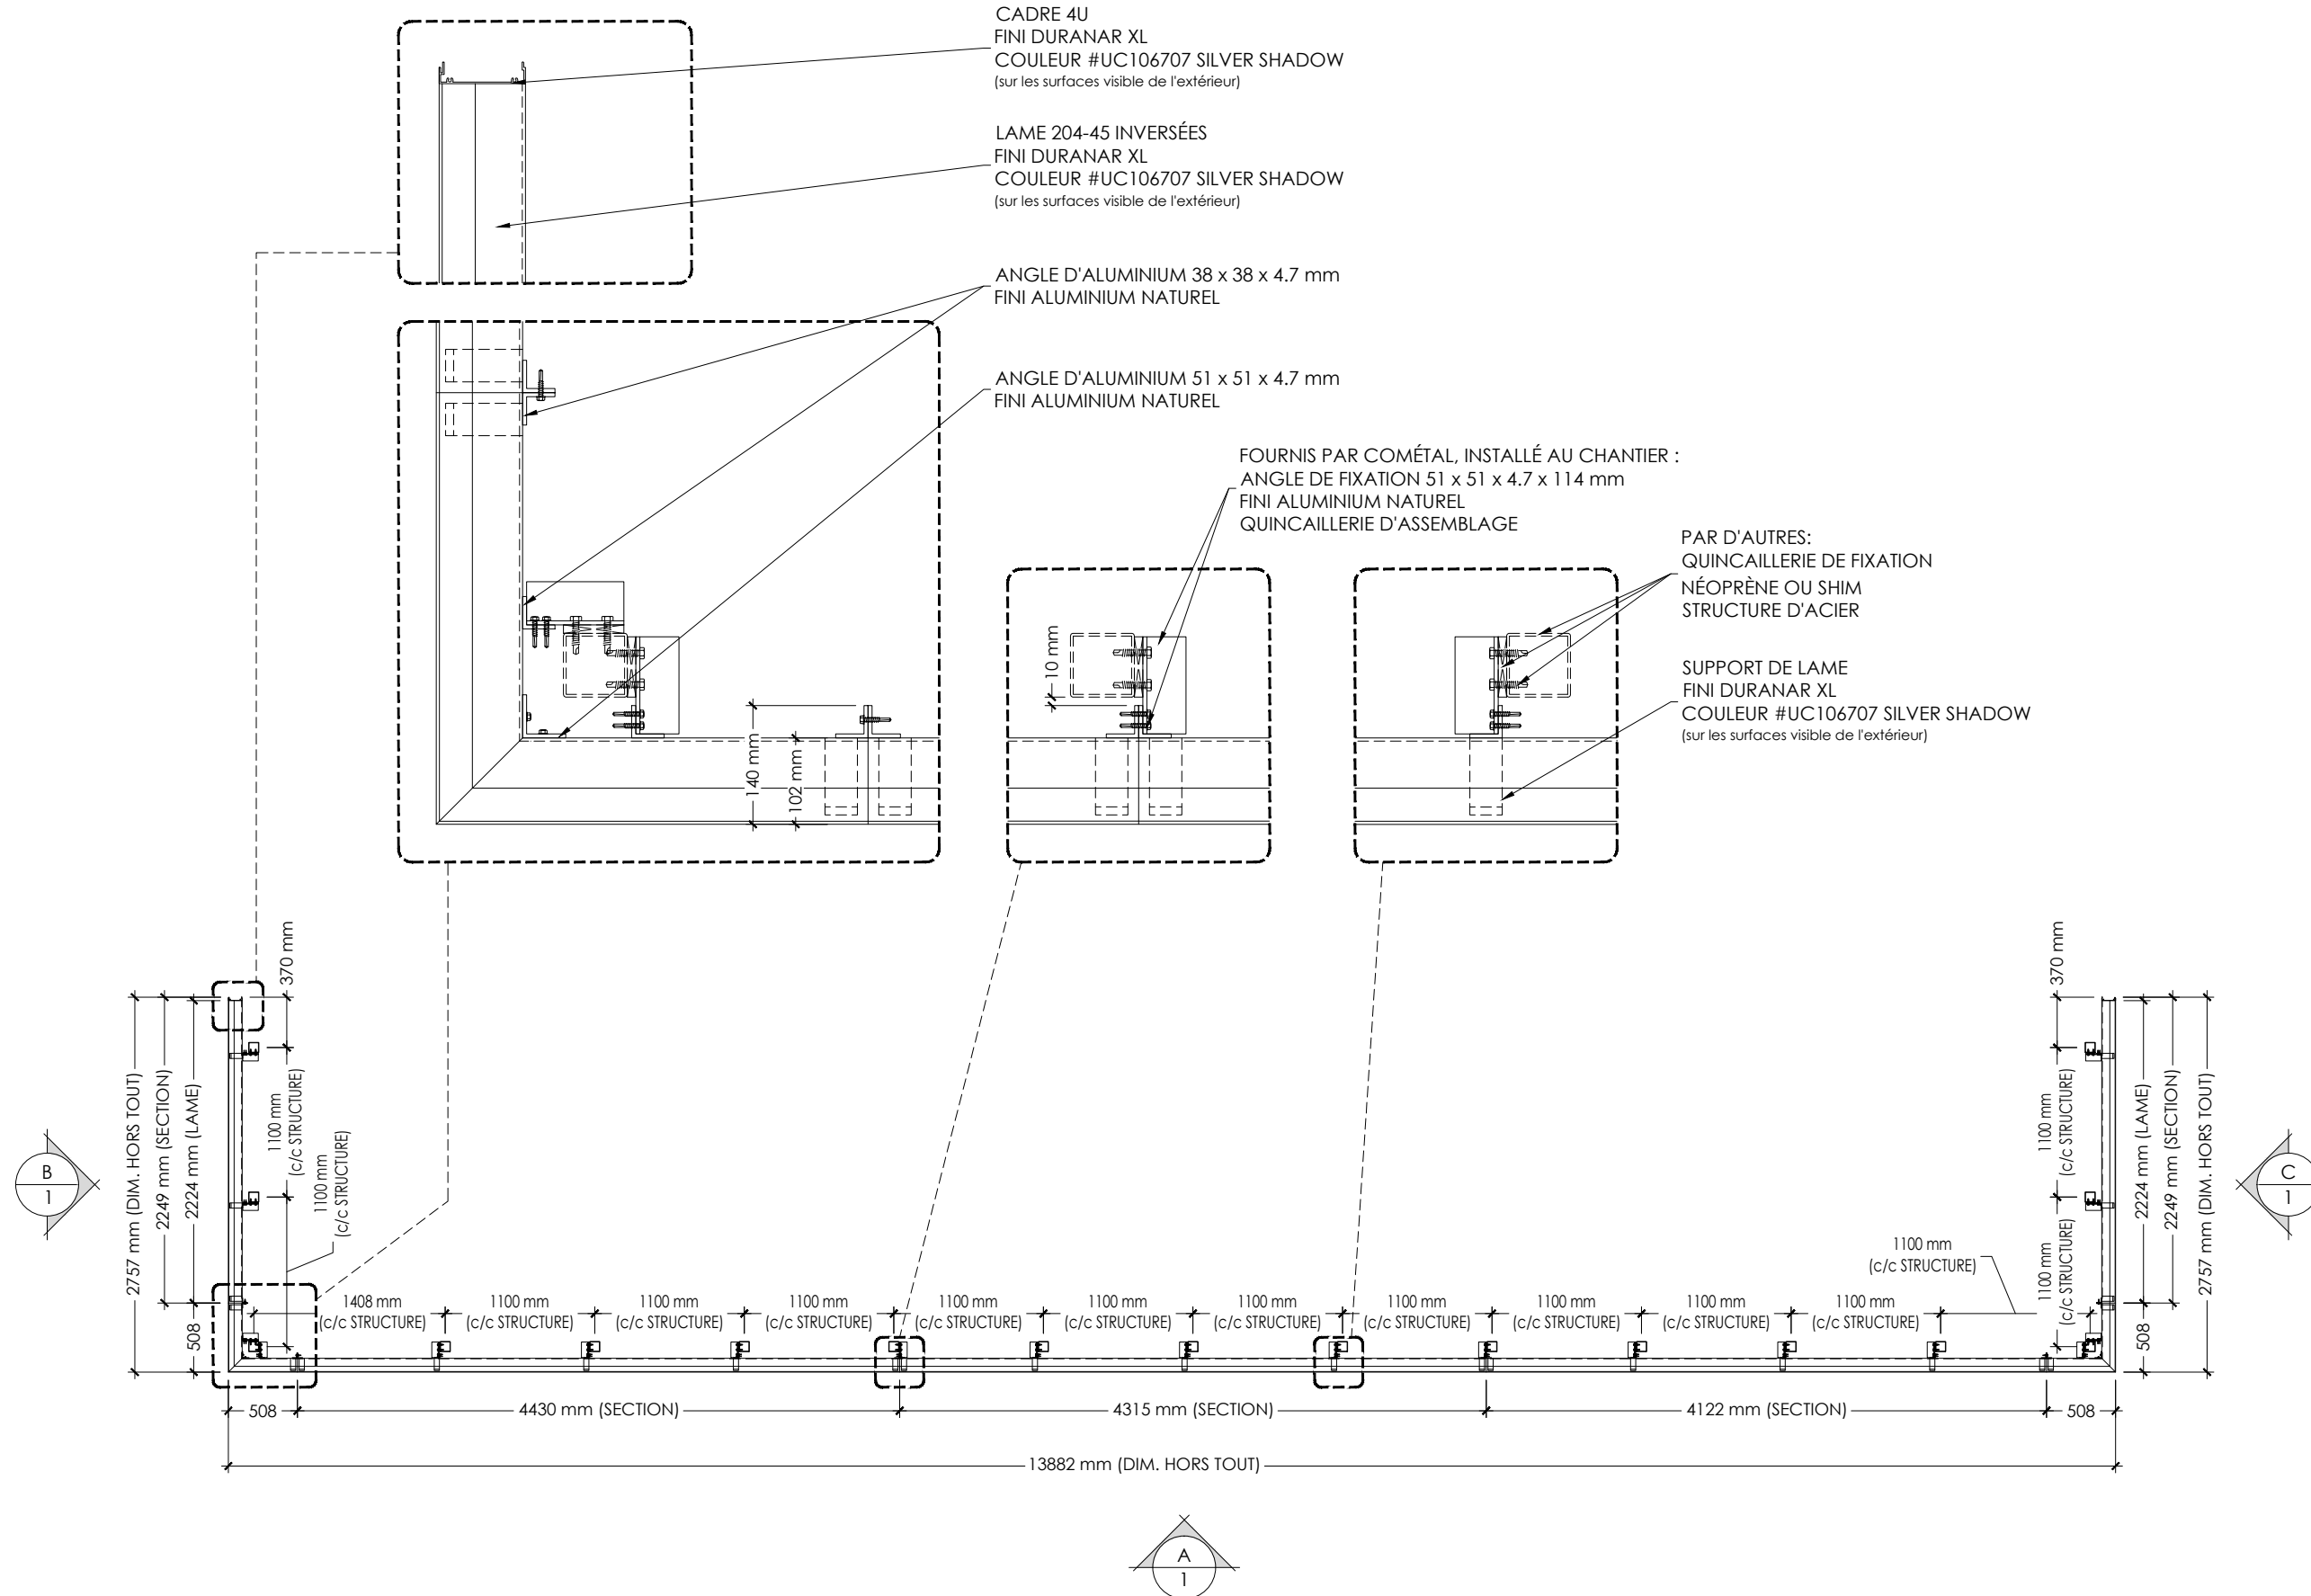 CADRE 4U
FINI DURANAR XL
COULEUR #UC106707 SILVER SHADOW
(sur les surfaces visible de l'extérieur)
LAME 204-45 INVERSÉES
FINI DURANAR XL
COULEUR #UC106707 SILVER SHADOW
(sur les surfaces visible de l'extérieur)
ANGLE D'ALUMINIUM 38 x 38 x 4.7 mm
FINI ALUMINIUM NATUREL
ANGLE D'ALUMINIUM 51 x 51 x 4.7 mm
FINI ALUMINIUM NATUREL
FOURNIS PAR COMÉTAL, INSTALLÉ AU CHANTIER :
ANGLE DE FIXATION 51 x 51 x 4.7 x 114 mm
FINI ALUMINIUM NATUREL
QUINCAILLERIE D'ASSEMBLAGE
PAR D'AUTRES:
QUINCAILLERIE DE FIXATION
NÉOPRÈNE OU SHIM
STRUCTURE D'ACIER
SUPPORT DE LAME
FINI DURANAR XL
COULEUR #UC106707 SILVER SHADOW
(sur les surfaces visible de l'extérieur)
10 mm
140 mm
102 mm
370 mm
370 mm
2757 mm (DIM. HORS TOUT)
2249 mm (SECTION)
2224 mm (LAME)
508
1100 mm
(c/c STRUCTURE)
1100 mm
(c/c STRUCTURE)
1100 mm
(c/c STRUCTURE)
1100 mm
(c/c STRUCTURE)
2224 mm (LAME)
2249 mm (SECTION)
2757 mm (DIM. HORS TOUT)
508
B
1
C
1
1100 mm
(c/c STRUCTURE)
1408 mm
(c/c STRUCTURE)
1100 mm
(c/c STRUCTURE)
1100 mm
(c/c STRUCTURE)
1100 mm
(c/c STRUCTURE)
1100 mm
(c/c STRUCTURE)
1100 mm
(c/c STRUCTURE)
1100 mm
(c/c STRUCTURE)
1100 mm
(c/c STRUCTURE)
1100 mm
(c/c STRUCTURE)
1100 mm
(c/c STRUCTURE)
1100 mm
(c/c STRUCTURE)
508
4430 mm (SECTION)
4315 mm (SECTION)
4122 mm (SECTION)
508
13882 mm (DIM. HORS TOUT)
A
1